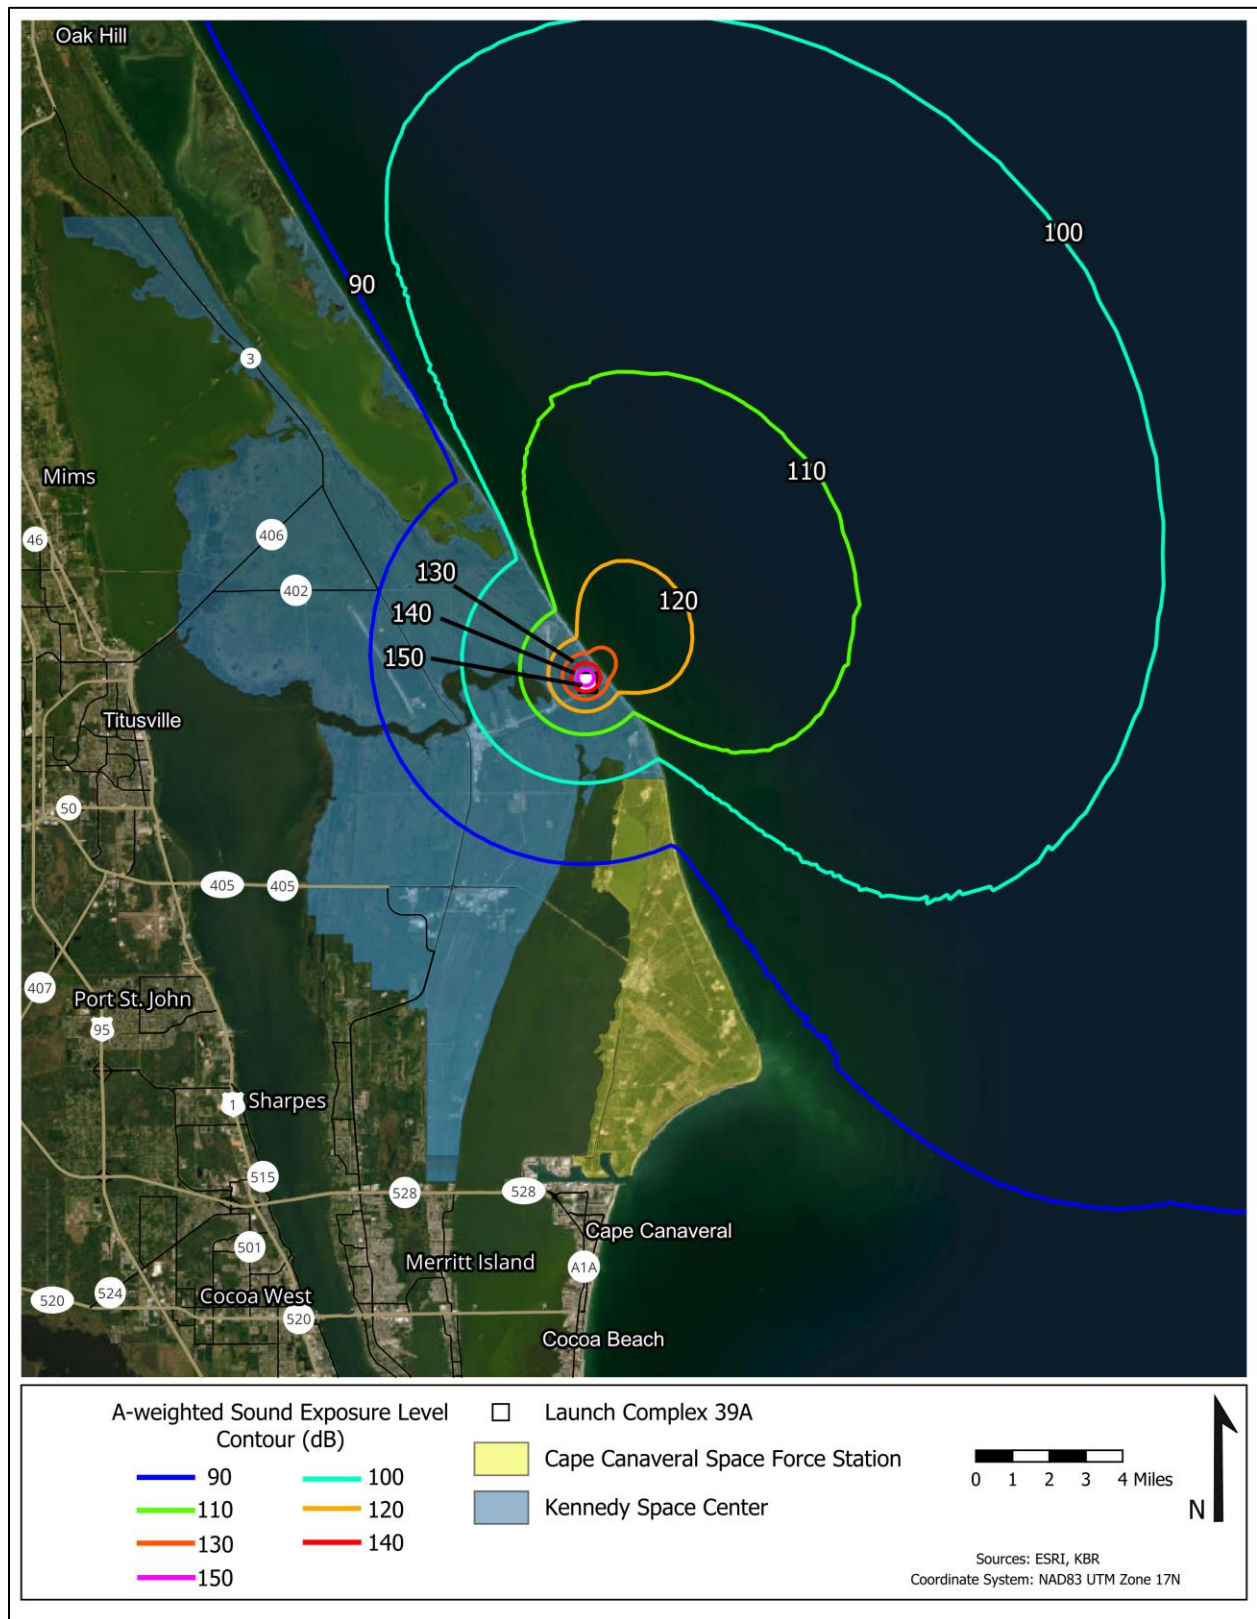 Oak Hill
100
90
3
110
Mims
406
46
130
402
120
140
150
Titusville
50
405
405
407
Port St. John
95
1
Sharpes
515
528
528
Cape Canaveral
501
Merritt Island
A1A
524
Cocoa West
520
520
Cocoa Beach
A-weighted Sound Exposure Level
Contour (dB)
90
100
110
120
130
140
150
Launch Complex 39A
Cape Canaveral Space Force Station
Kennedy Space Center
0 1 2 3 4 Miles
N
Sources: ESRI, KBR
Coordinate System: NAD83 UTM Zone 17N